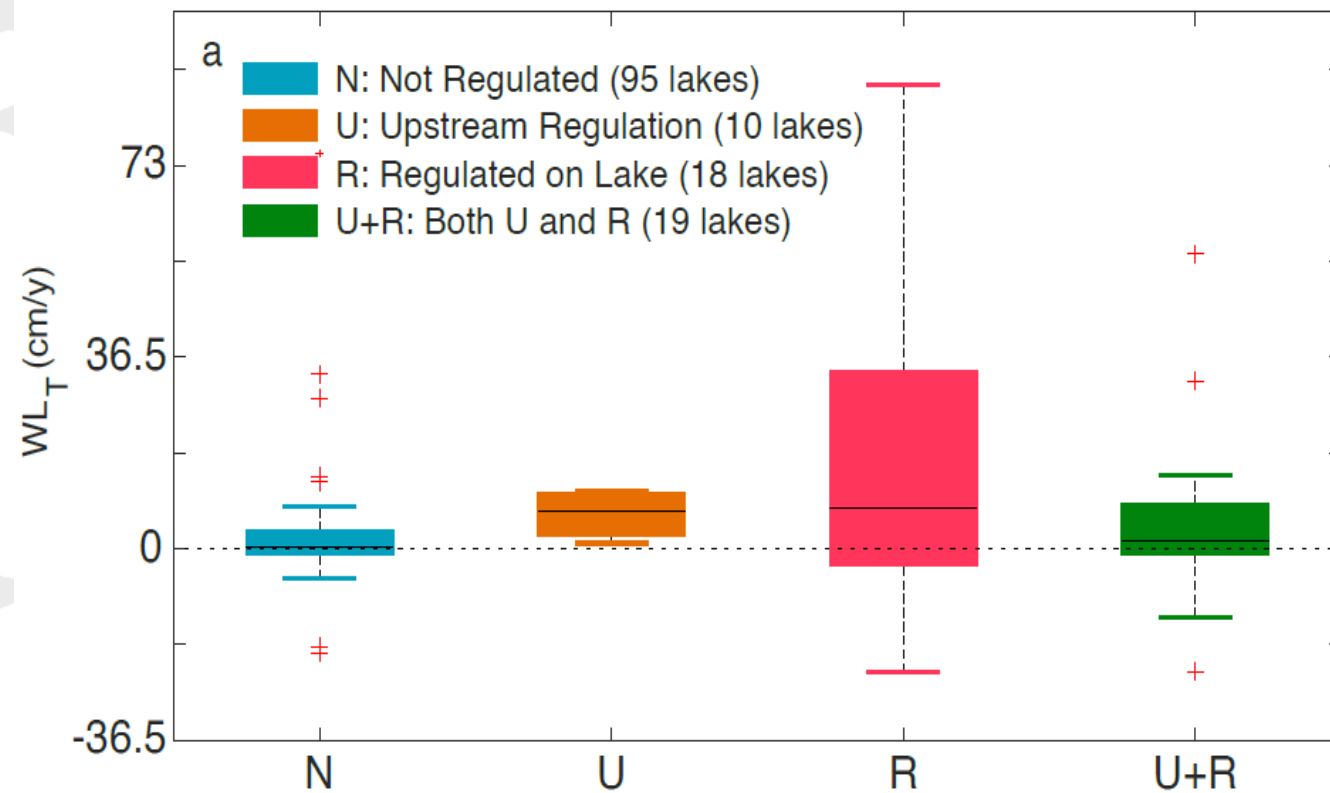 a
N: Not Regulated (95 lakes)
U: Upstream Regulation (10 lakes)
R: Regulated on Lake (18 lakes)
U+R: Both U and R (19 lakes)
73
36.5
0
-36.5
WL_T (cm/y)
N U R U+R